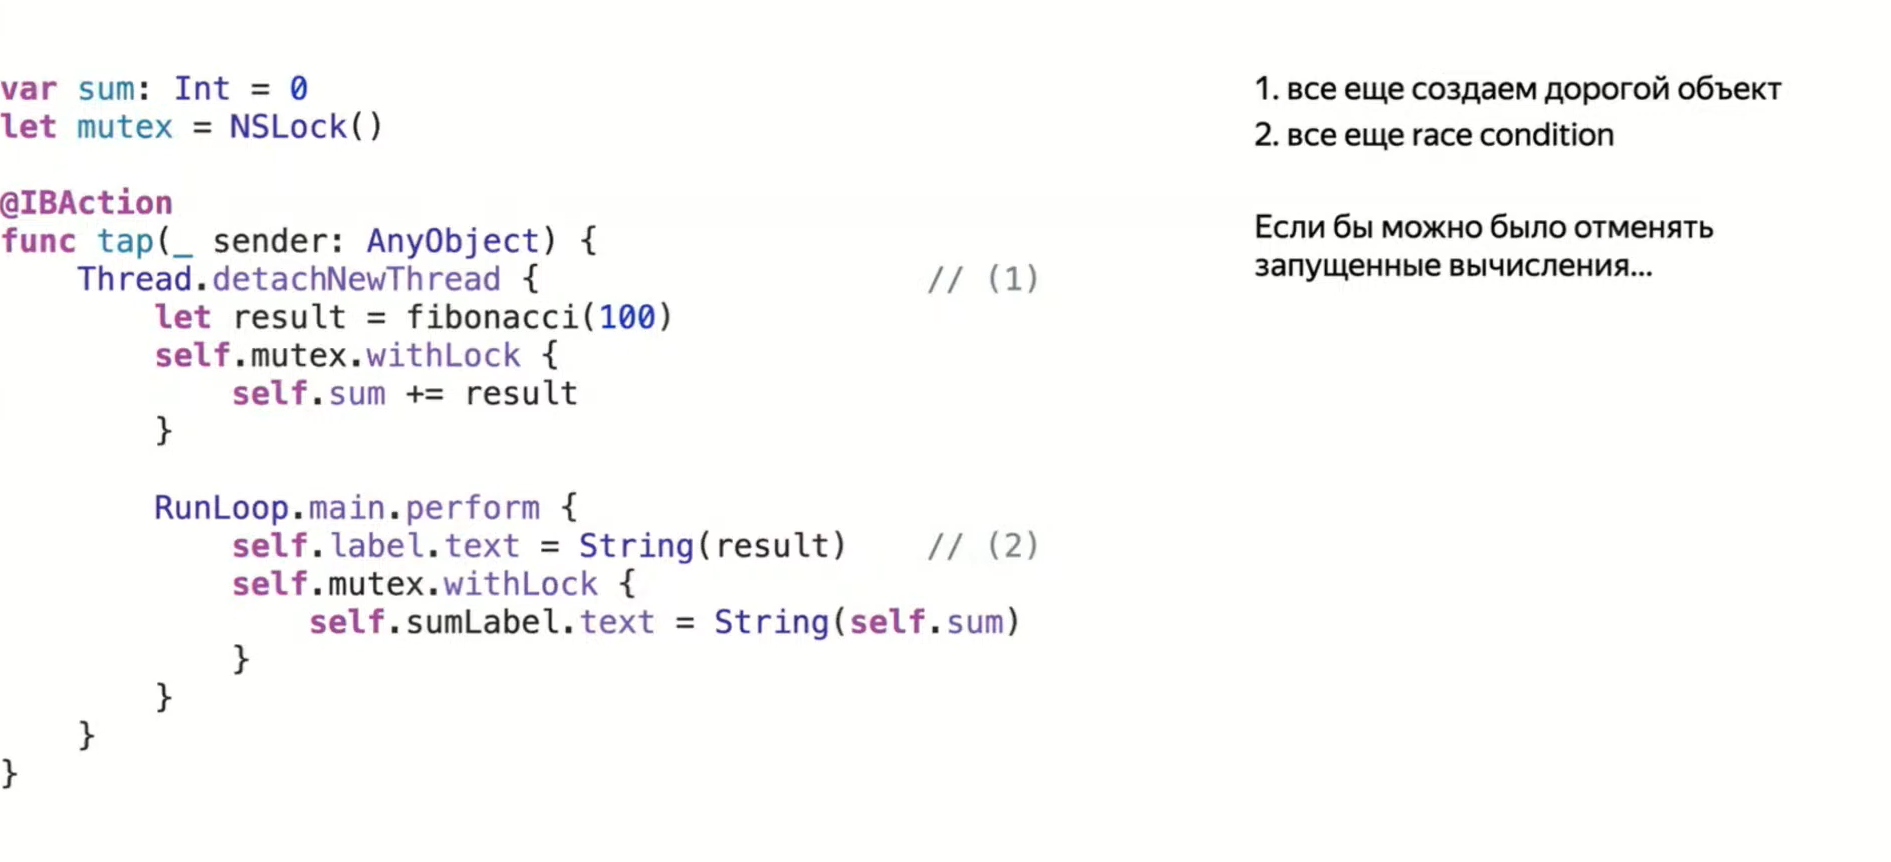 var sum: Int = 0
let mutex = NSLock()
@IBAction
func tap(_ sender: AnyObject) {
Thread.detachNewThread { // (1)
let result = fibonacci(100)
self.mutex.withLock {
self.sum += result
}
RunLoop.main.perform {
self.label.text = String(result) // (2)
self.mutex.withLock {
self.sumLabel.text = String(self.sum)
}
}
}
}
1. все еще создаем дорогой объект
2. все еще race condition
Если бы можно было отменять
запущенные вычисления...